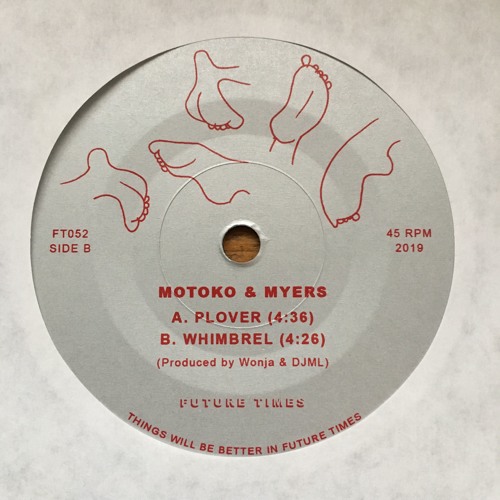 FT052
SIDE B
45 RPM
2019
MOTOKO & MYERS
A. PLOVER (4:36)
B. WHIMBREL (4:26)
(Produced by Wonja & DJML)
FUTURE TIMES
THINGS WILL BE BETTER IN FUTURE TIMES